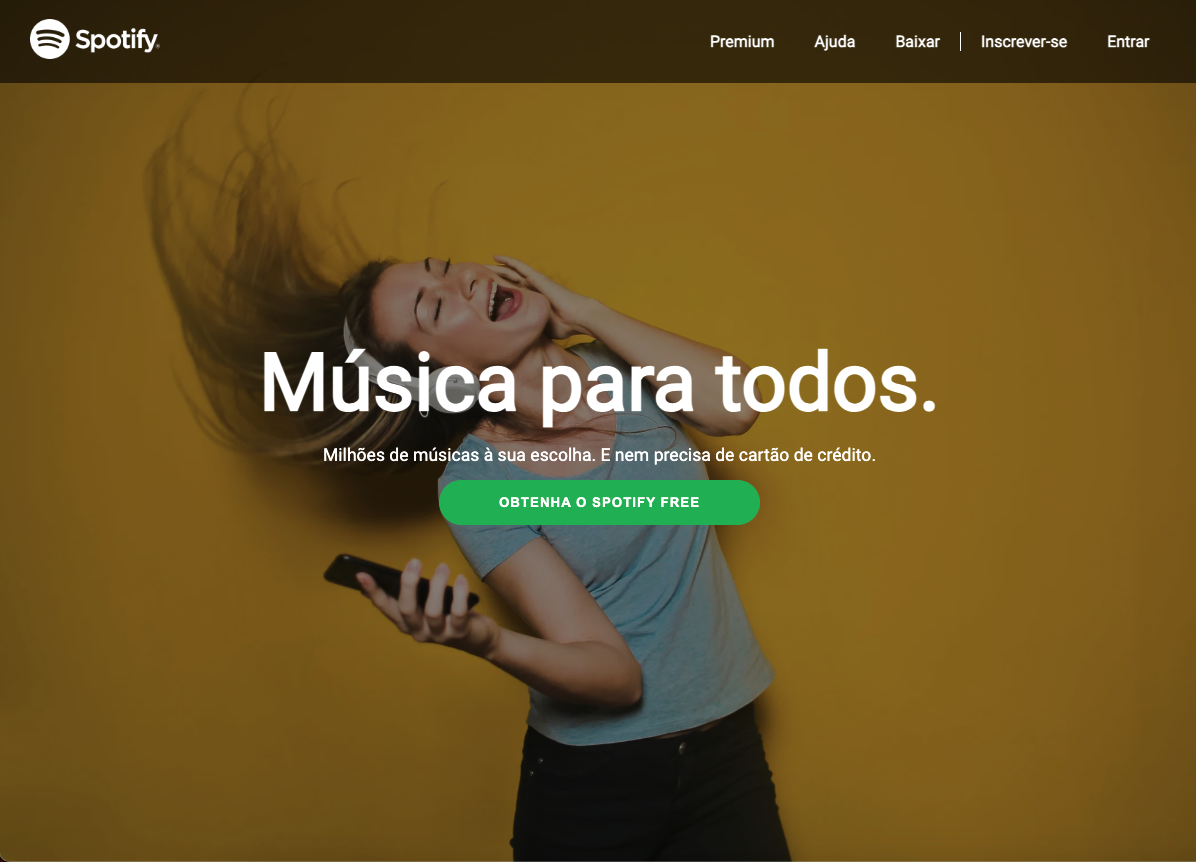 Spotify®
Premium
Ajuda
Baixar
Inscrever-se
Entrar
Música para todos.
Milhões de músicas à sua escolha. E nem precisa de cartão de crédito.
OBTENHA O SPOTIFY FREE